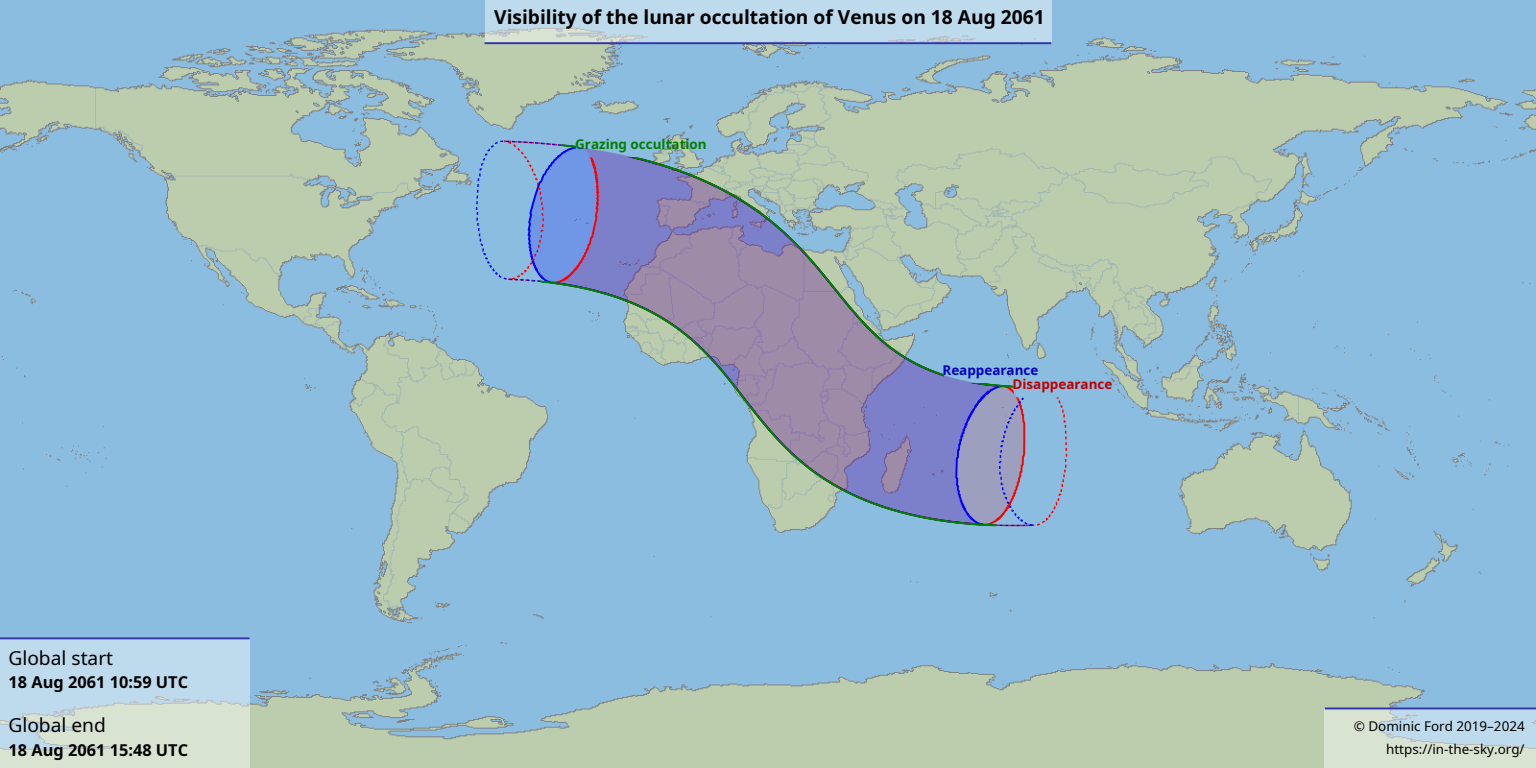 Visibility of the lunar occultation of Venus on 18 Aug 2061
Grazing occultation
Reappearance
Disappearance
Global start
18 Aug 2061 10:59 UTC
Global end
18 Aug 2061 15:48 UTC
© Dominic Ford 2019–2024
https://in-the-sky.org/